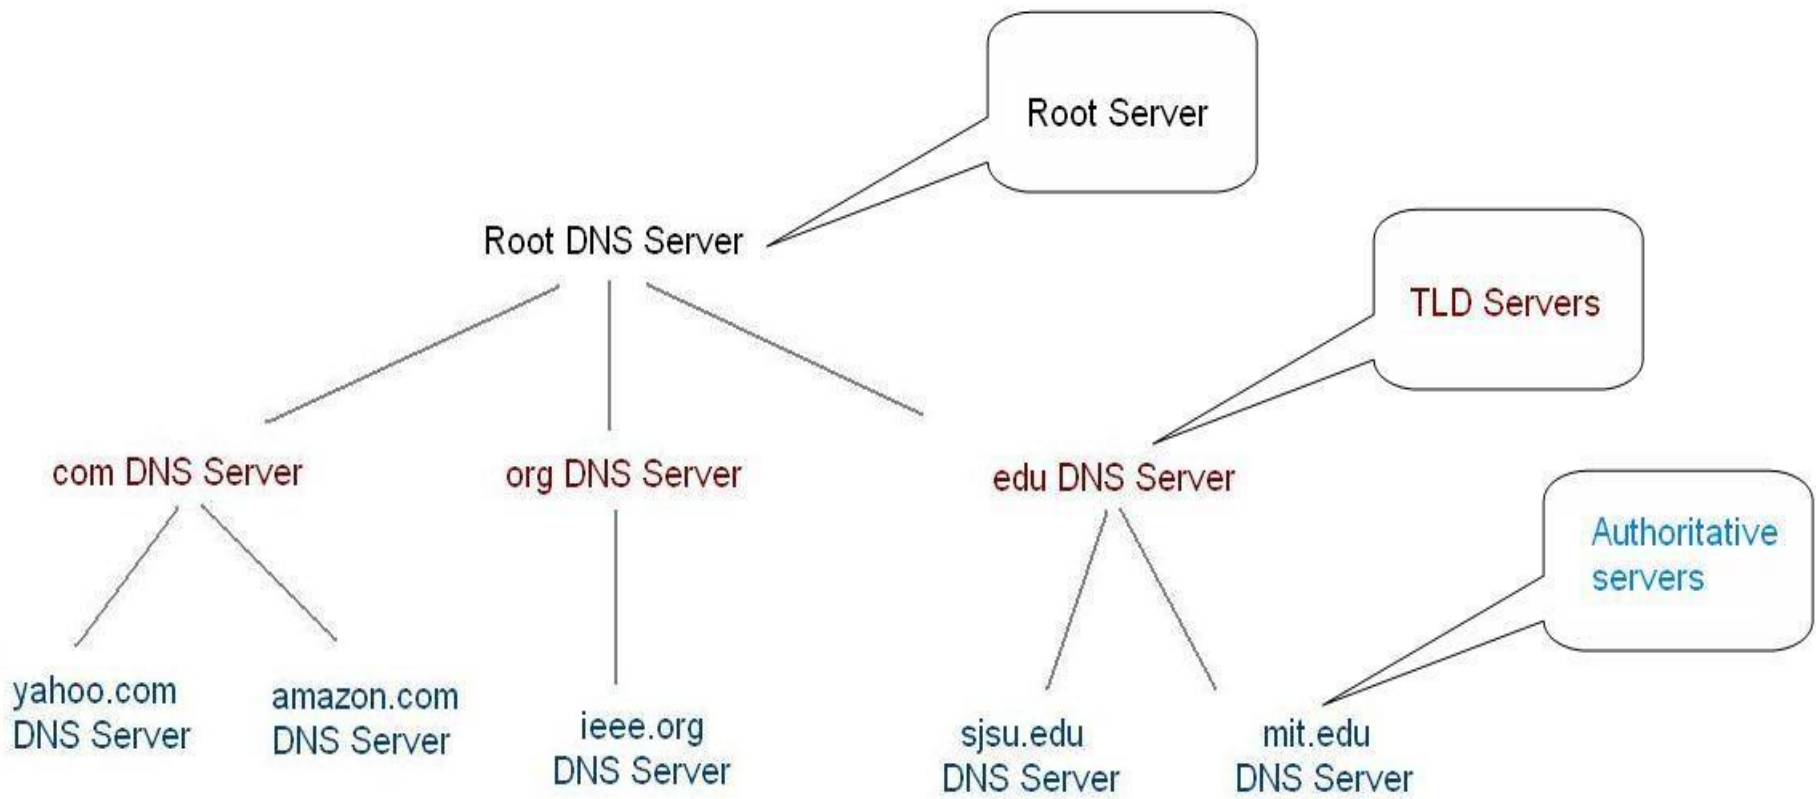 Root Server
Root DNS Server
TLD Servers
com DNS Server
org DNS Server
edu DNS Server
Authoritative
servers
yahoo.com
DNS Server
amazon.com
DNS Server
ieee.org
DNS Server
sjsu.edu
DNS Server
mit.edu
DNS Server